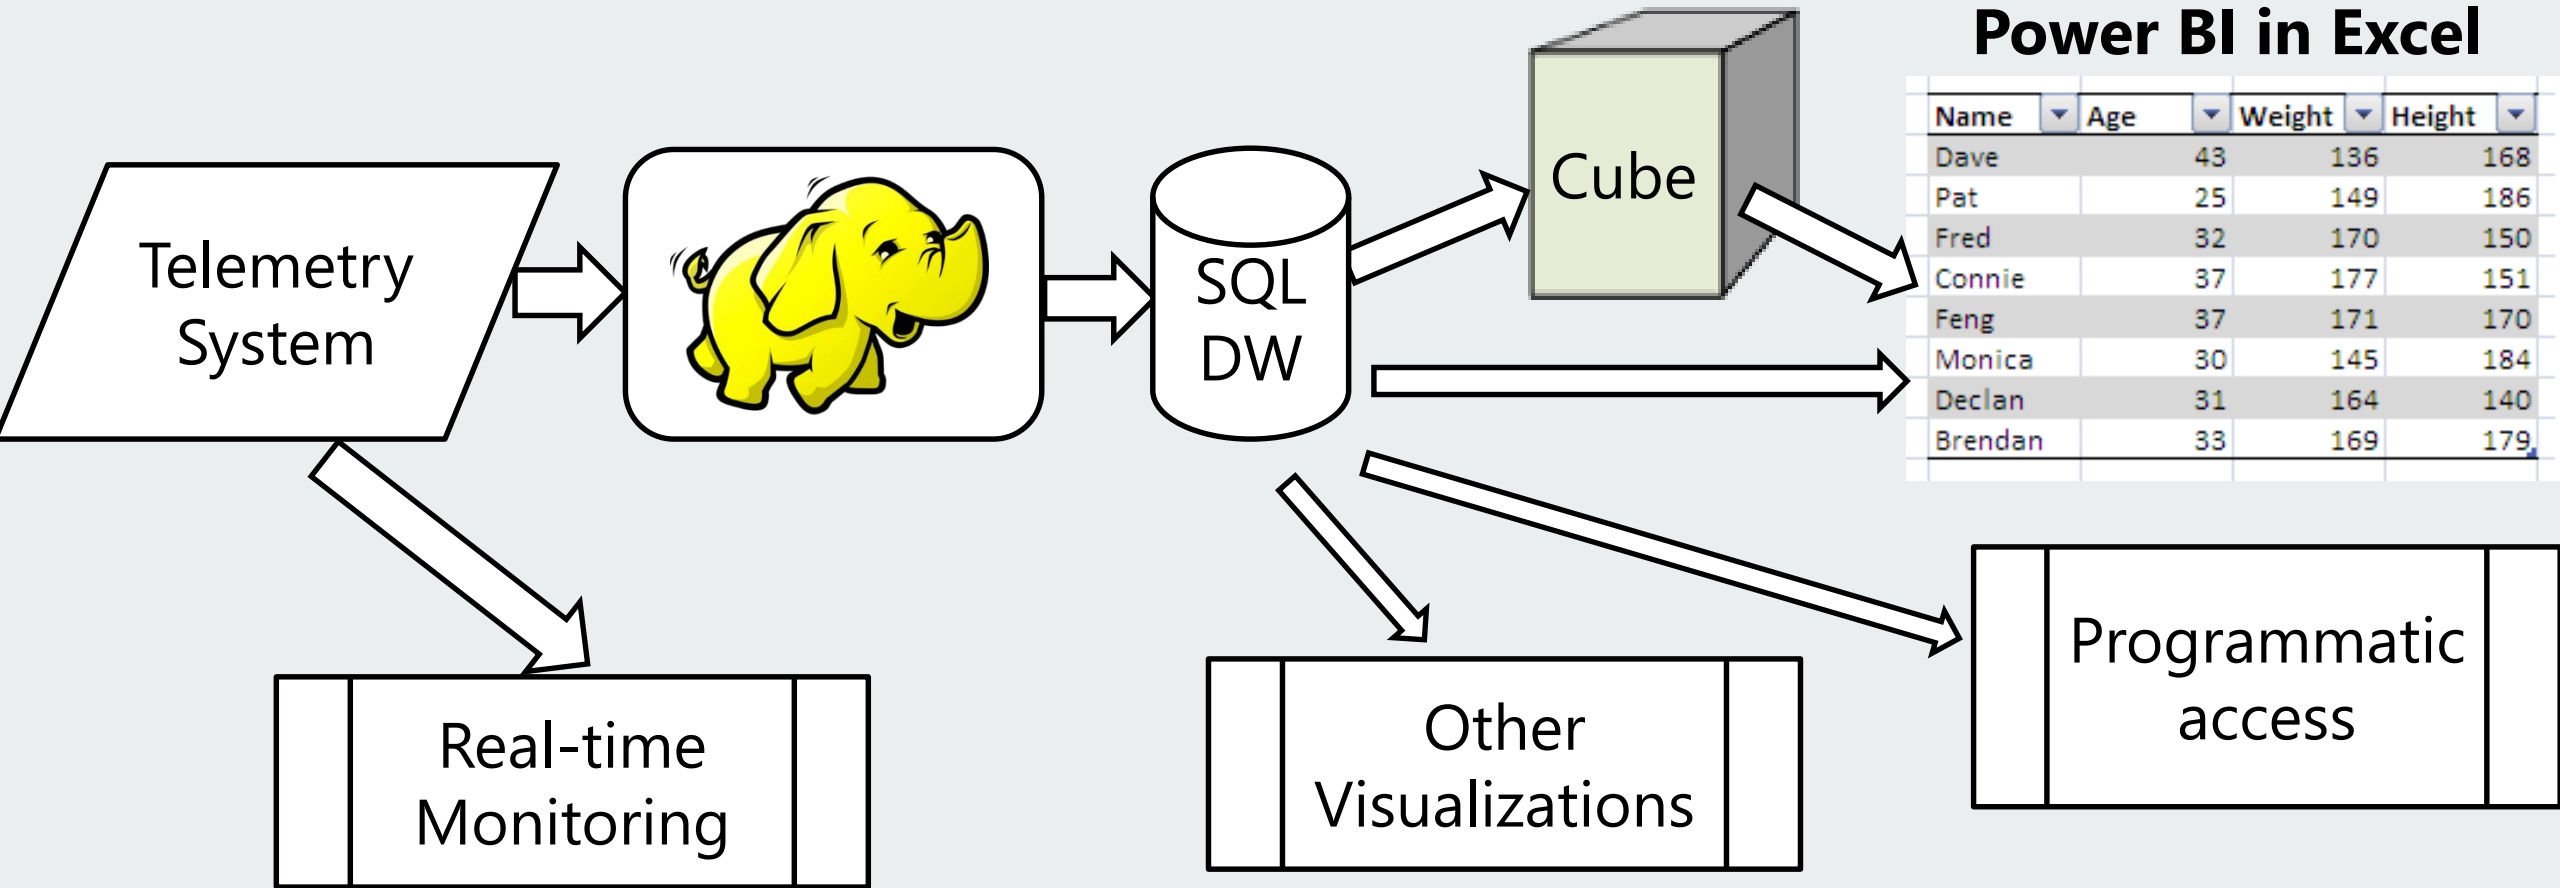 Power BI in Excel
Name Age Weight Height
Dave 43 136 168
Pat 25 149 186
Fred 32 170 150
Connie 37 177 151
Feng 37 171 170
Monica 30 145 184
Declan 31 164 140
Brendan 33 169 179
Cube
Telemetry
System
SQL
DW
Real-time
Monitoring
Other
Visualizations
Programmatic
access